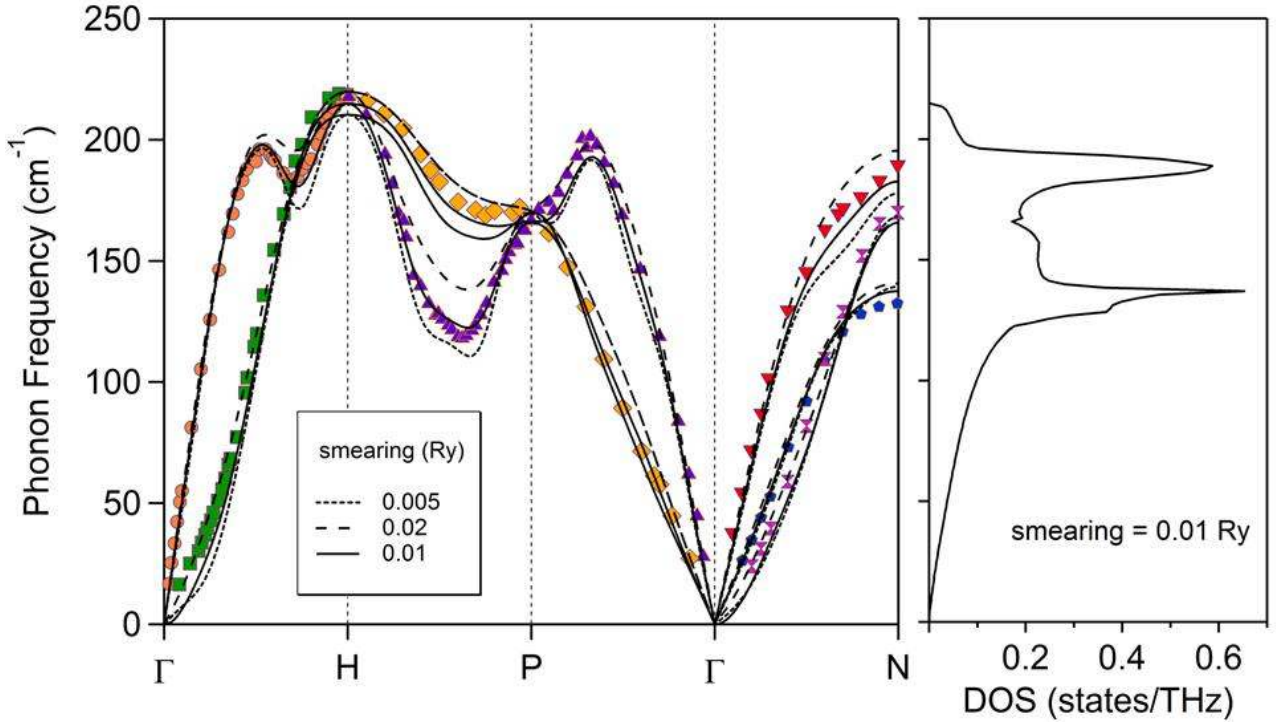 250
200
150
100
50
0
Phonon Frequency (cm⁻¹)
smearing (Ry)
0.005
0.02
0.01
Γ H P Γ N
smearing = 0.01 Ry
0.2 0.4 0.6
DOS (states/THz)